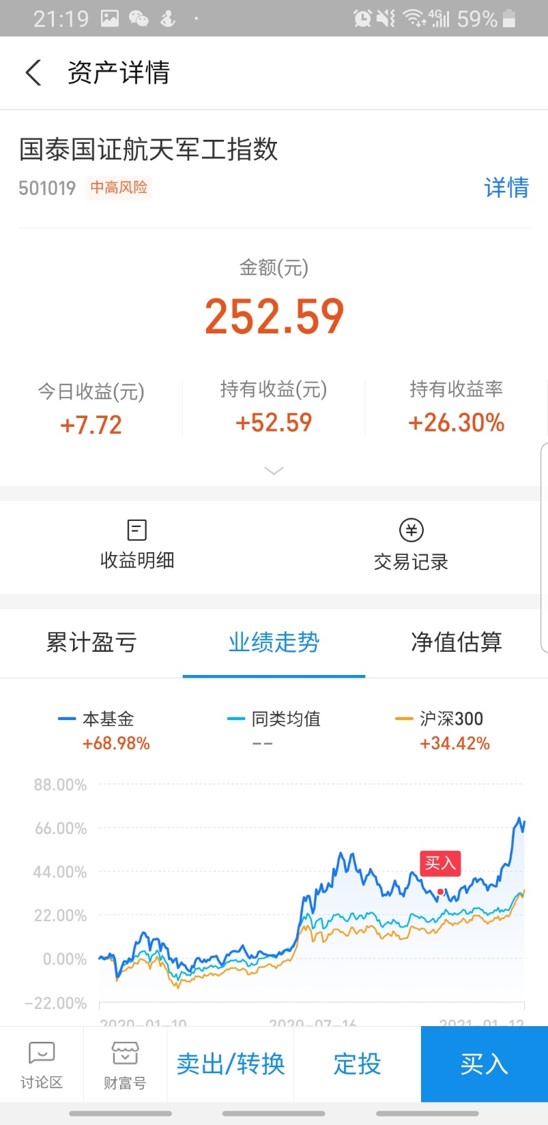 21:19 4G 59%
资产详情
国泰国证航天军工指数
501019 中高风险 详情
金额(元)
252.59
今日收益(元) 持有收益(元) 持有收益率
+7.72 +52.59 +26.30%
收益明细 交易记录
累计盈亏 业绩走势 净值估算
本基金 同类均值 沪深300
+68.98% -- +34.42%
88.00%
66.00%
买入
44.00%
22.00%
0.00%
-22.00%
2020-01-10 2020-07-16 2021-01-12
讨论区 财富号 卖出/转换 定投 买入